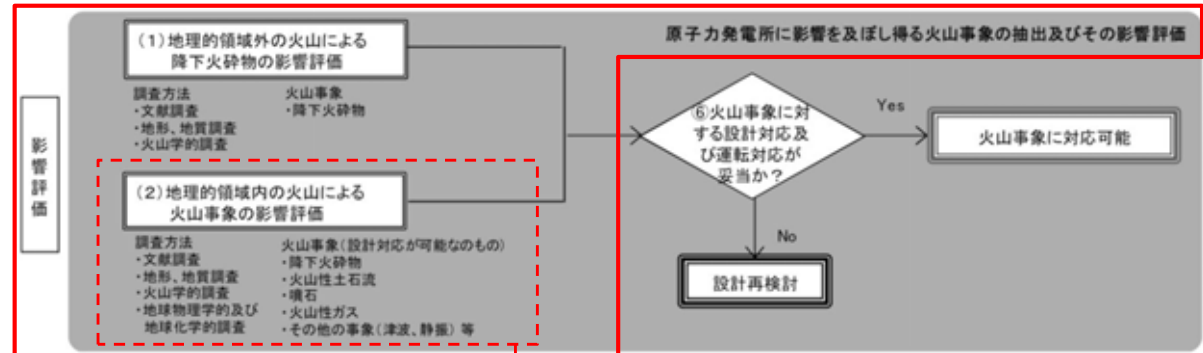 原子力発電所に影響を及ぼし得る火山事象の抽出及びその影響評価
影響評価
(1)地理的領域外の火山による
降下火砕物の影響評価
調査方法
・文献調査
・地形、地質調査
・火山学的調査
火山事象
・降下火砕物
(2)地理的領域内の火山による
火山事象の影響評価
調査方法
・文献調査
・地形、地質調査
・火山学的調査
・地球物理学的及び
地球化学的調査
火山事象(設計対応が可能なのもの)
・降下火砕物
・火山性土石流
・噴石
・火山性ガス
・その他の事象(津波、静振)等
⑥火山事象に対
する設計対応及
び運転対応が
妥当か?
Yes
火山事象に対応可能
No
設計再検討